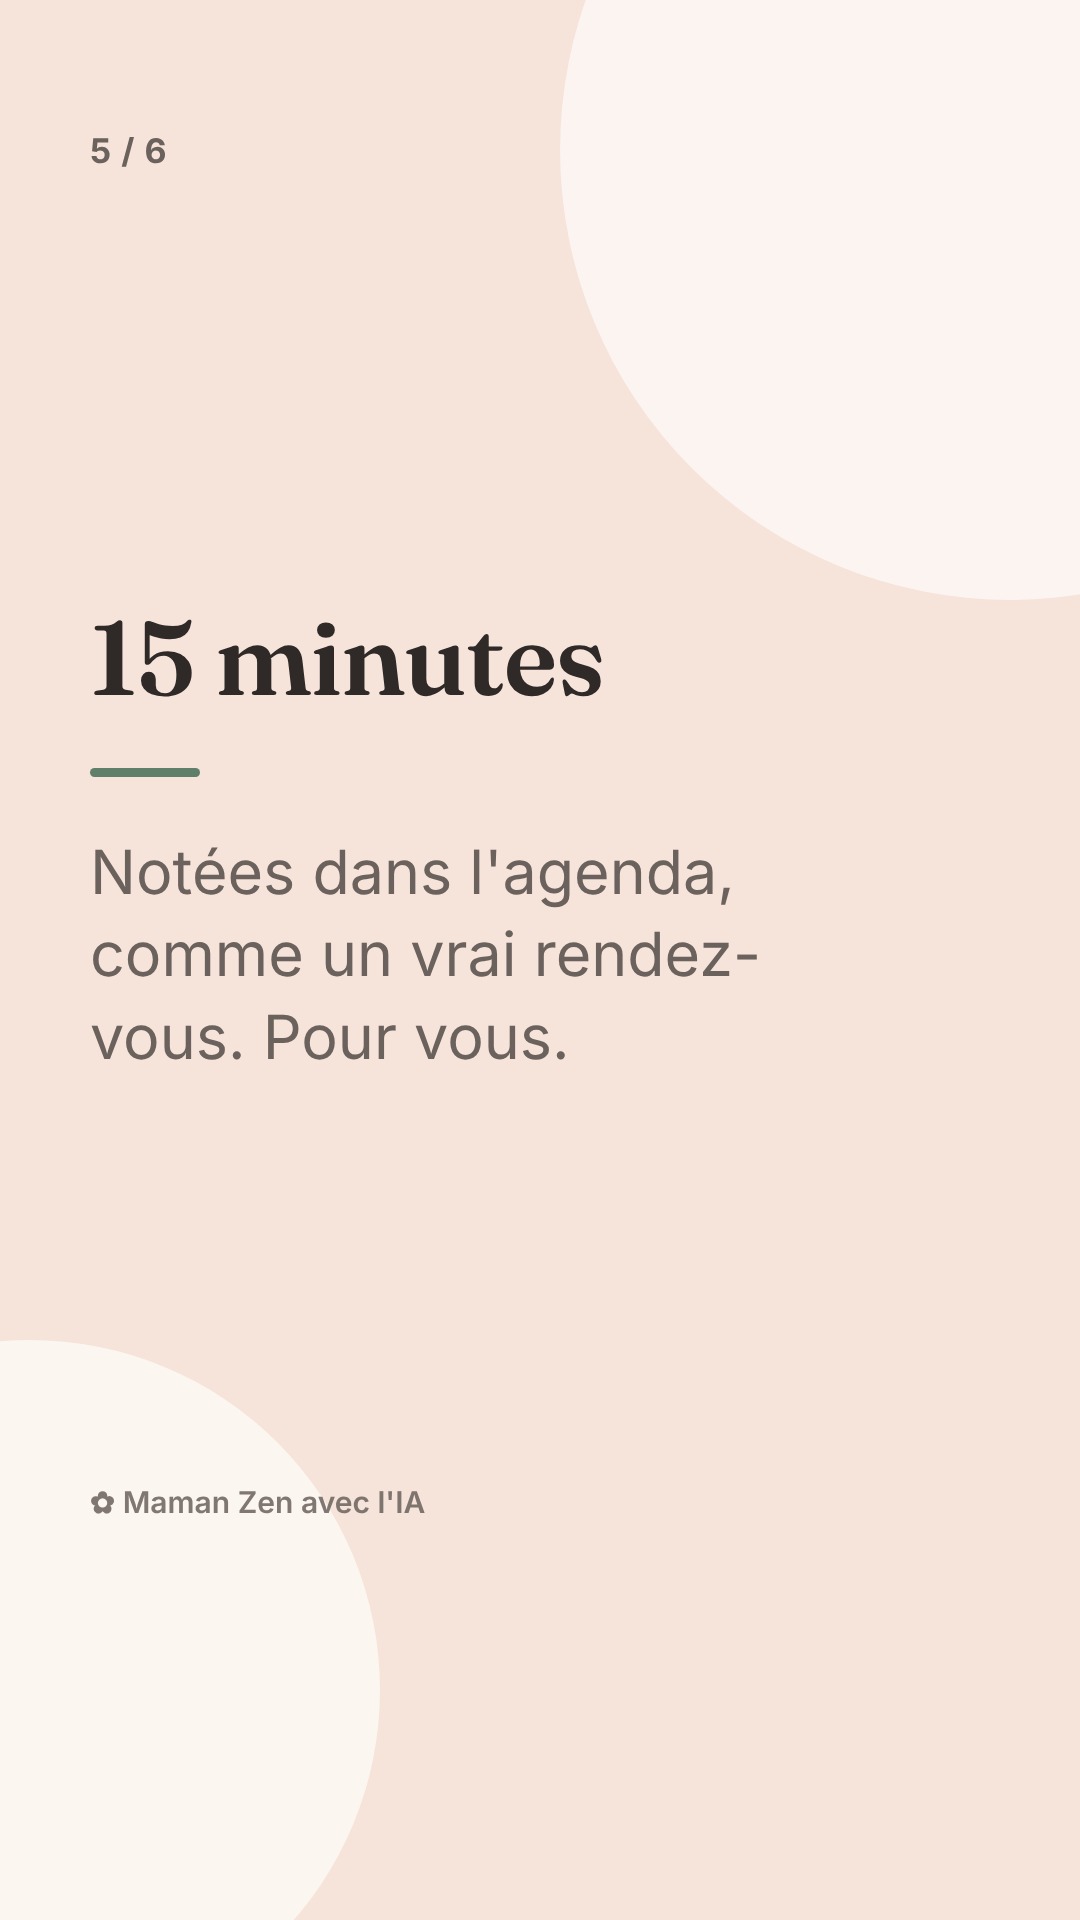 5 / 6
15 minutes
Notées dans l'agenda,
comme un vrai rendez-
vous. Pour vous.
✿ Maman Zen avec l'IA